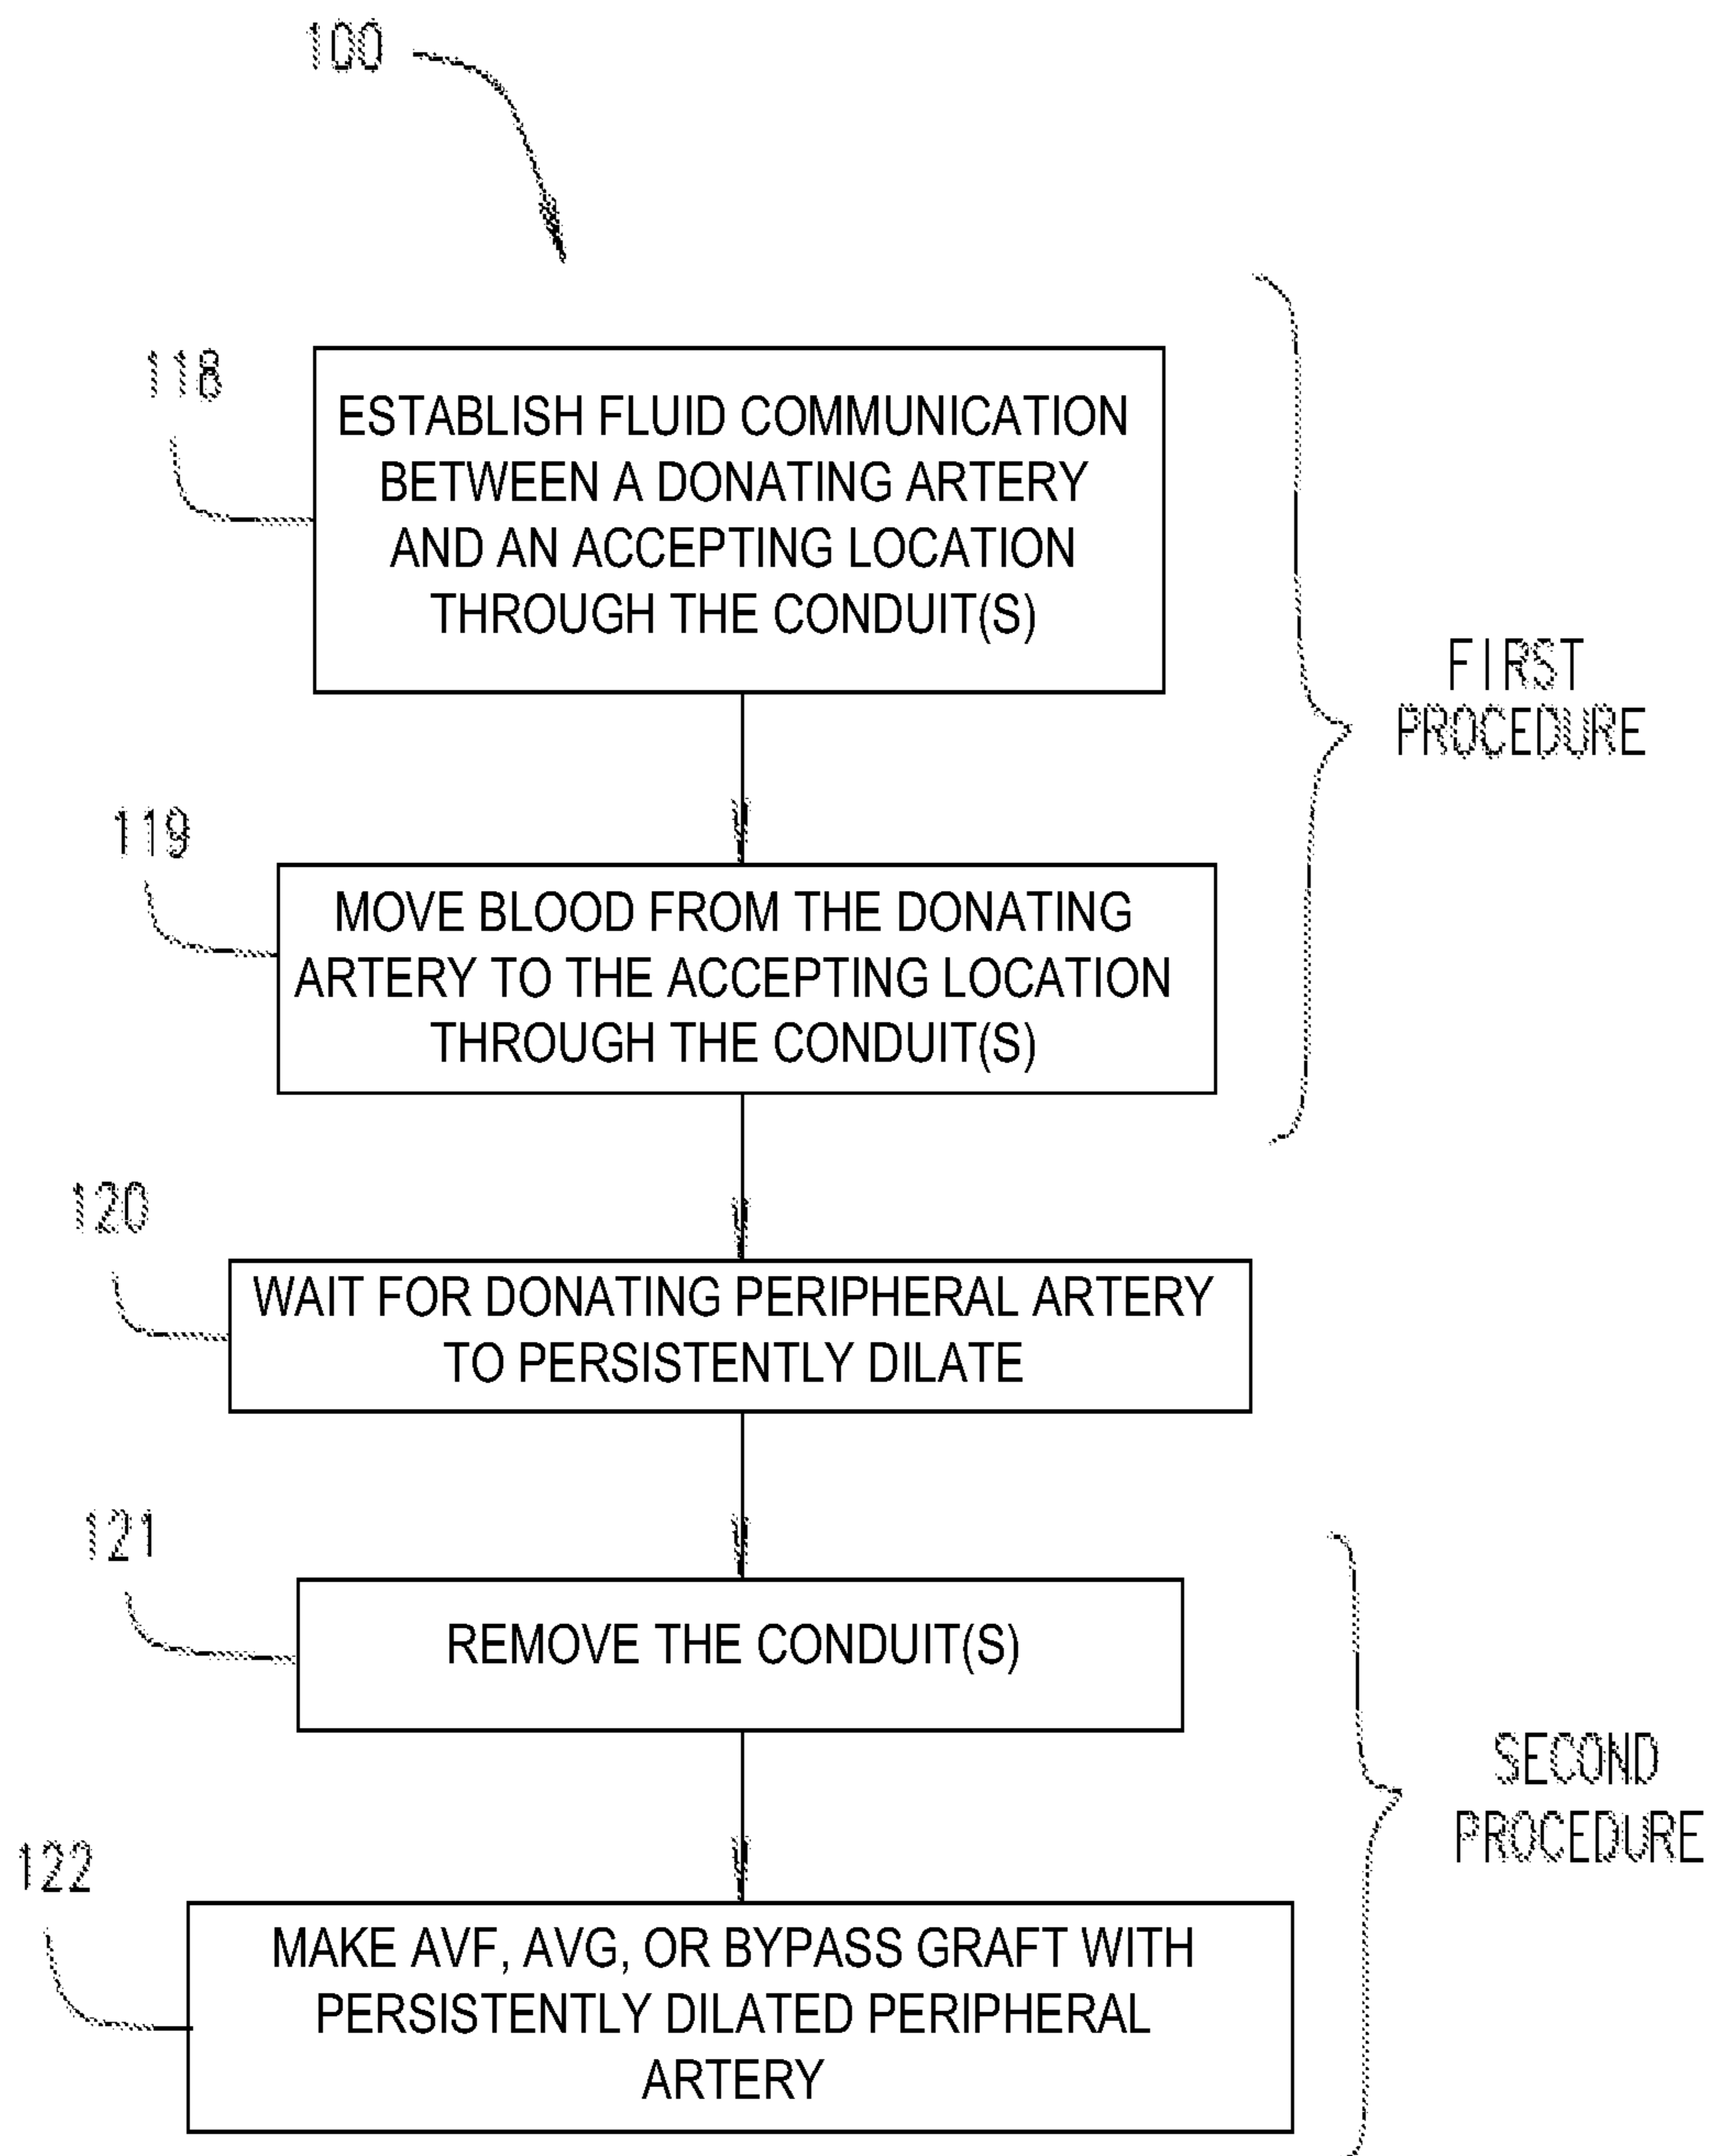 100
118
ESTABLISH FLUID COMMUNICATION
BETWEEN A DONATING ARTERY
AND AN ACCEPTING LOCATION
THROUGH THE CONDUIT(S)
FIRST
PROCEDURE
119
MOVE BLOOD FROM THE DONATING
ARTERY TO THE ACCEPTING LOCATION
THROUGH THE CONDUIT(S)
120
WAIT FOR DONATING PERIPHERAL ARTERY
TO PERSISTENTLY DILATE
121
REMOVE THE CONDUIT(S)
SECOND
PROCEDURE
122
MAKE AVF, AVG, OR BYPASS GRAFT WITH
PERSISTENTLY DILATED PERIPHERAL
ARTERY